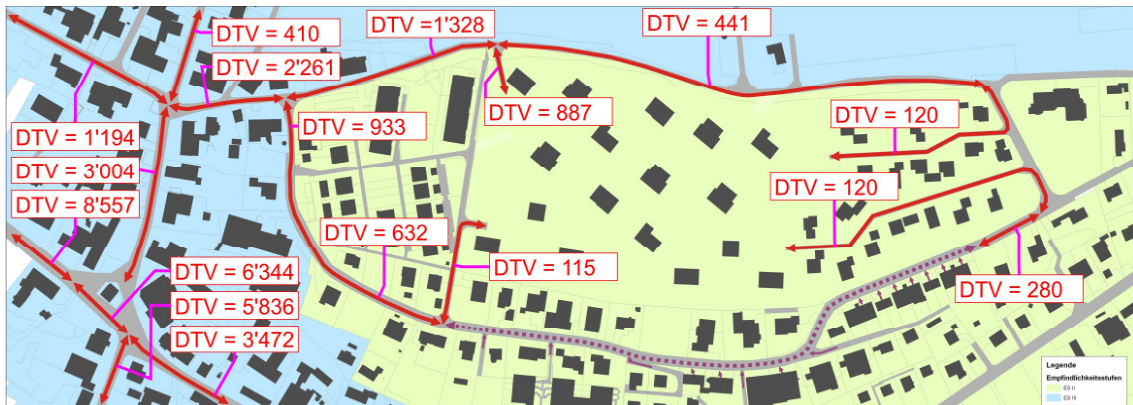 DTV = 410
DTV =1'328
DTV = 441
DTV = 2'261
DTV = 887
DTV = 933
DTV = 120
DTV = 1'194
DTV = 3'004
DTV = 8'557
DTV = 120
DTV = 632
DTV = 115
DTV = 6'344
DTV = 5'836
DTV = 3'472
DTV = 280
Legende
Empfindlichkeitsstufen
ES II
ES III